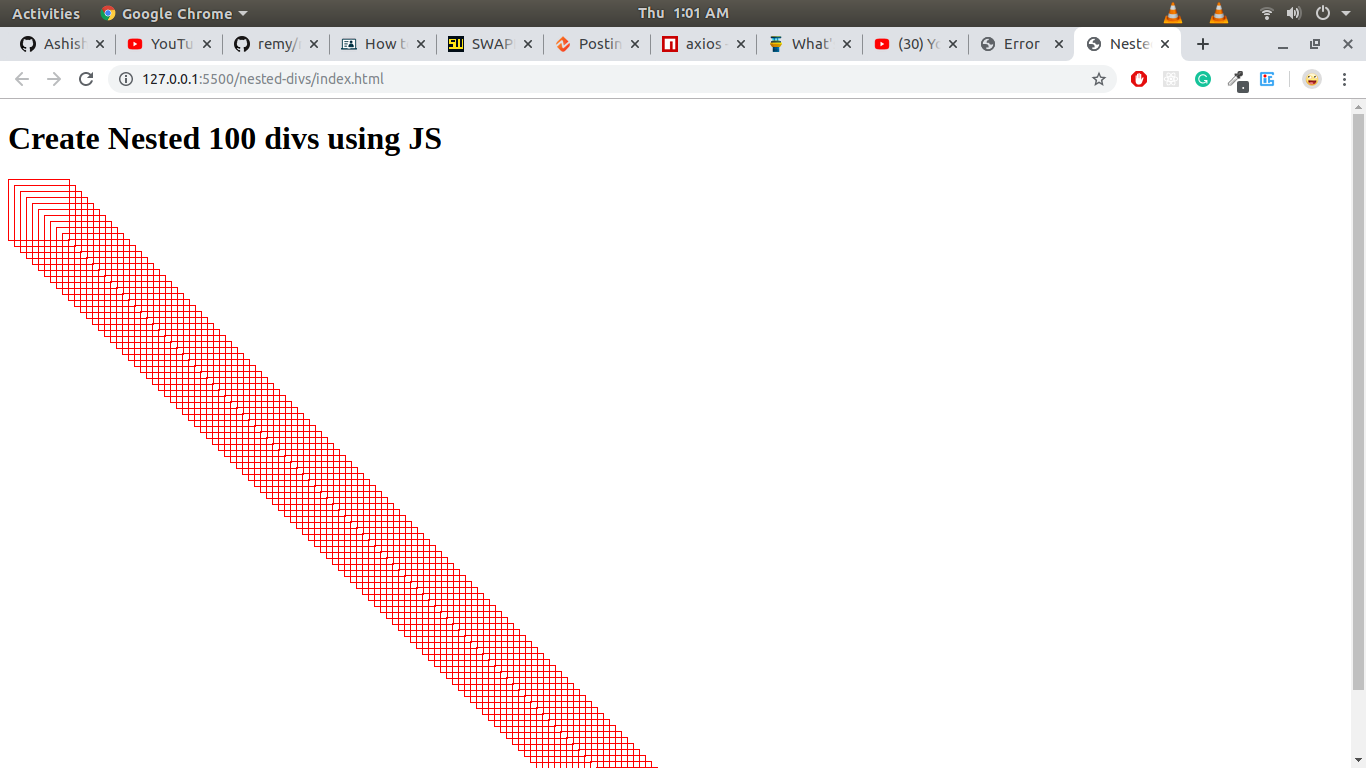 Activities Google Chrome Thu 1:01 AM
Ashish YouTu remy/ How t SWAP Postin axios - What' (30) Yo Error Neste
127.0.0.1:5500/nested-divs/index.html
Create Nested 100 divs using JS